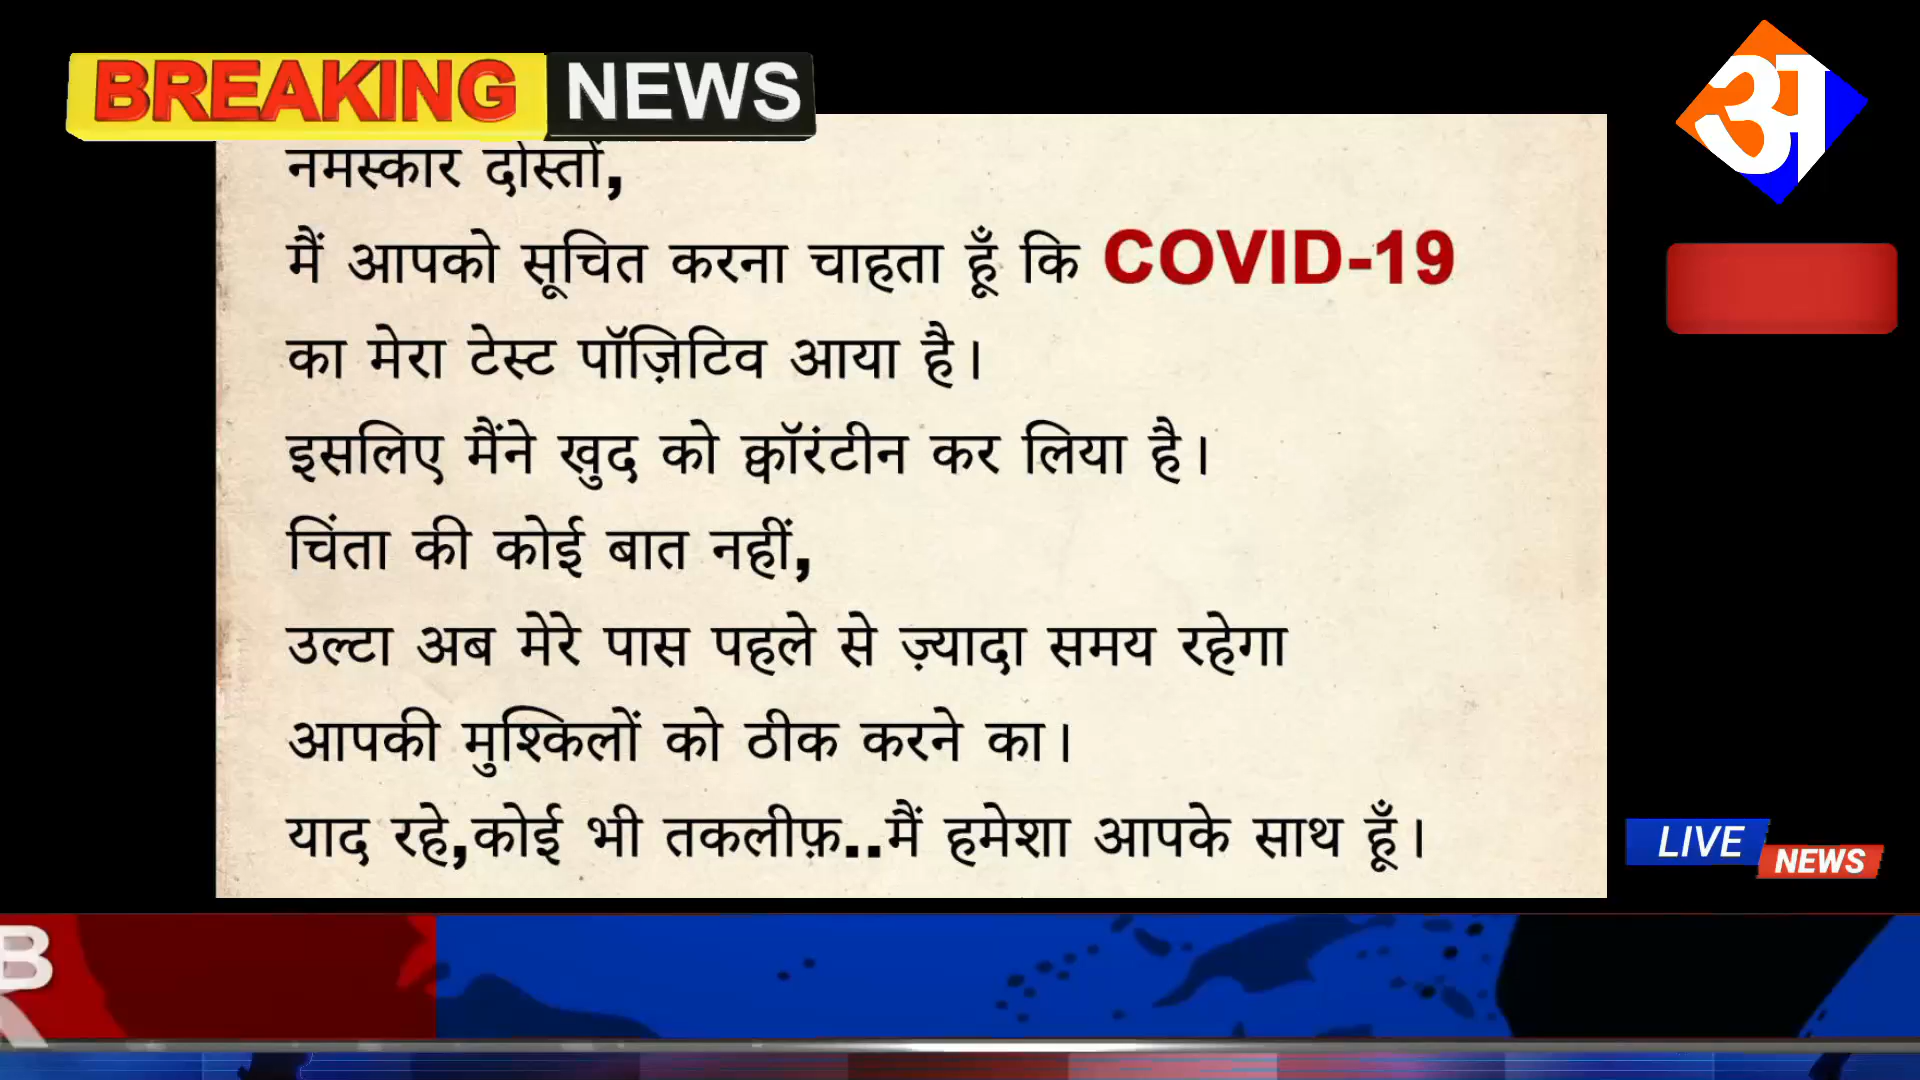 BREAKING NEWS
अ
नमस्कार दोस्तों,
मैं आपको सूचित करना चाहता हूँ कि COVID-19
का मेरा टेस्ट पॉज़िटिव आया है।
इसलिए मैंने खुद को क्वॉरंटीन कर लिया है।
चिंता की कोई बात नहीं,
उल्टा अब मेरे पास पहले से ज़्यादा समय रहेगा
आपकी मुश्किलों को ठीक करने का।
याद रहे,कोई भी तकलीफ़..मैं हमेशा आपके साथ हूँ।
LIVE
NEWS
B